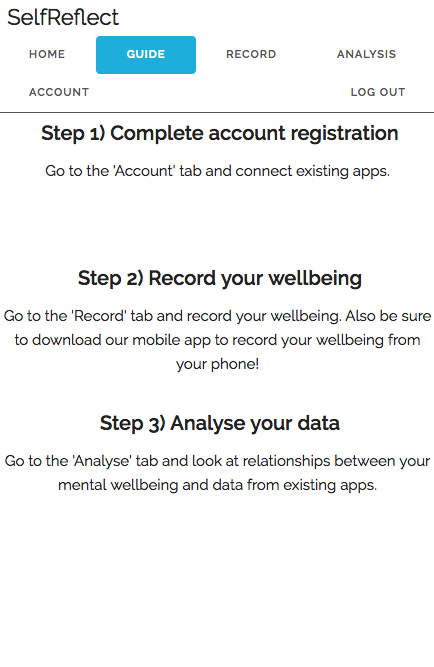 SelfReflect
HOME
GUIDE
RECORD
ANALYSIS
ACCOUNT
LOG OUT
Step 1) Complete account registration
Go to the 'Account' tab and connect existing apps.
Step 2) Record your wellbeing
Go to the 'Record' tab and record your wellbeing. Also be sure
to download our mobile app to record your wellbeing from
your phone!
Step 3) Analyse your data
Go to the 'Analyse' tab and look at relationships between your
mental wellbeing and data from existing apps.